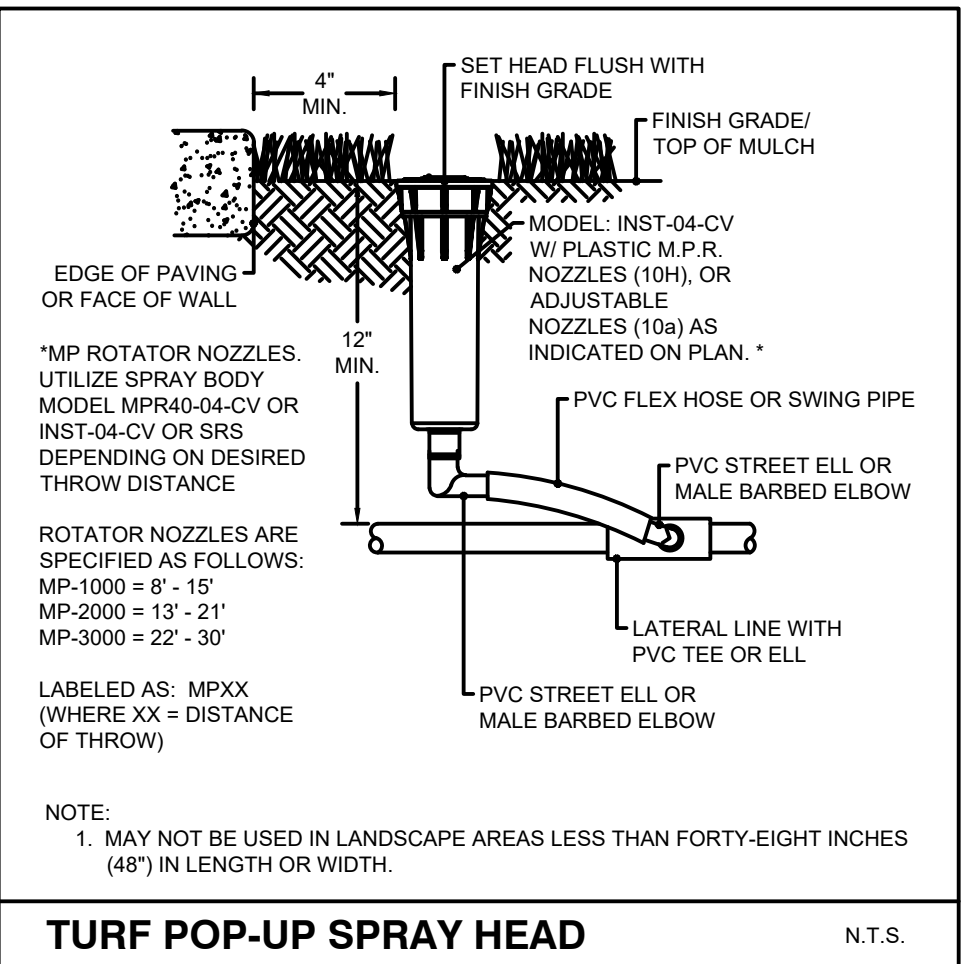 4"
MIN.
SET HEAD FLUSH WITH
FINISH GRADE
FINISH GRADE/
TOP OF MULCH
MODEL: INST-04-CV
W/ PLASTIC M.P.R.
NOZZLES (10H), OR
ADJUSTABLE
NOZZLES (10a) AS
INDICATED ON PLAN. *
EDGE OF PAVING
OR FACE OF WALL
12"
MIN.
*MP ROTATOR NOZZLES.
UTILIZE SPRAY BODY
MODEL MPR40-04-CV OR
INST-04-CV OR SRS
DEPENDING ON DESIRED
THROW DISTANCE
PVC FLEX HOSE OR SWING PIPE
PVC STREET ELL OR
MALE BARBED ELBOW
ROTATOR NOZZLES ARE
SPECIFIED AS FOLLOWS:
MP-1000 = 8' - 15'
MP-2000 = 13' - 21'
MP-3000 = 22' - 30'
LATERAL LINE WITH
PVC TEE OR ELL
PVC STREET ELL OR
MALE BARBED ELBOW
LABELED AS: MPXX
(WHERE XX = DISTANCE
OF THROW)
NOTE:
1. MAY NOT BE USED IN LANDSCAPE AREAS LESS THAN FORTY-EIGHT INCHES
(48") IN LENGTH OR WIDTH.
TURF POP-UP SPRAY HEAD
N.T.S.